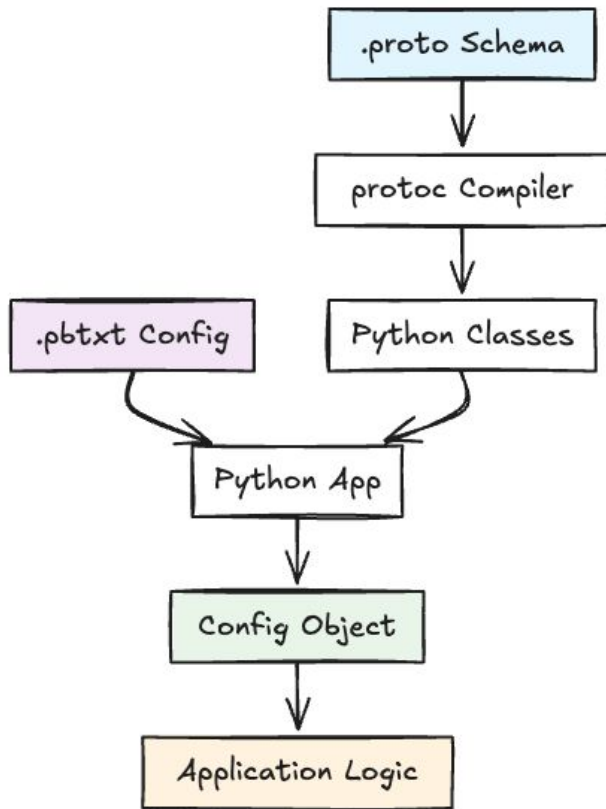 .proto Schema
protoc Compiler
.pbtxt Config
Python Classes
Python App
Config Object
Application Logic